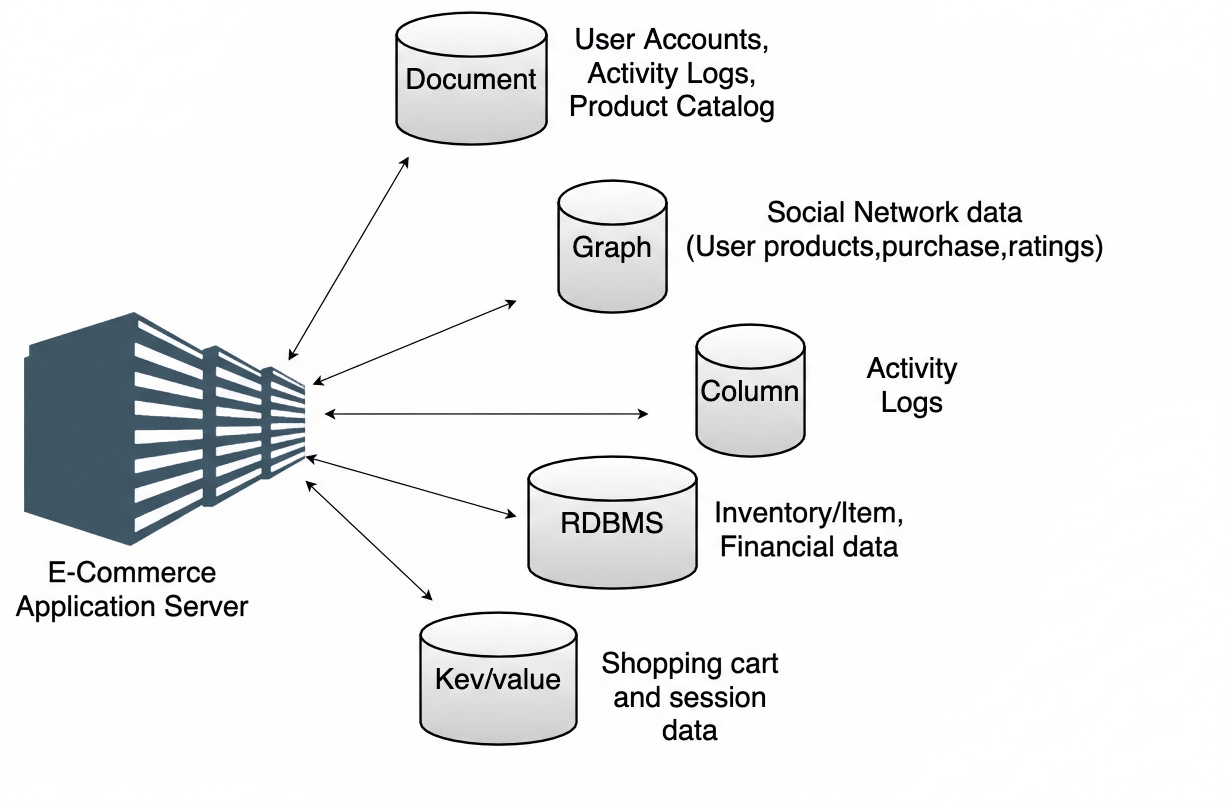 Document
User Accounts,
Activity Logs,
Product Catalog
Graph
Social Network data
(User products,purchase,ratings)
Column
Activity
Logs
RDBMS
Inventory/Item,
Financial data
E-Commerce
Application Server
Kev/value
Shopping cart
and session
data